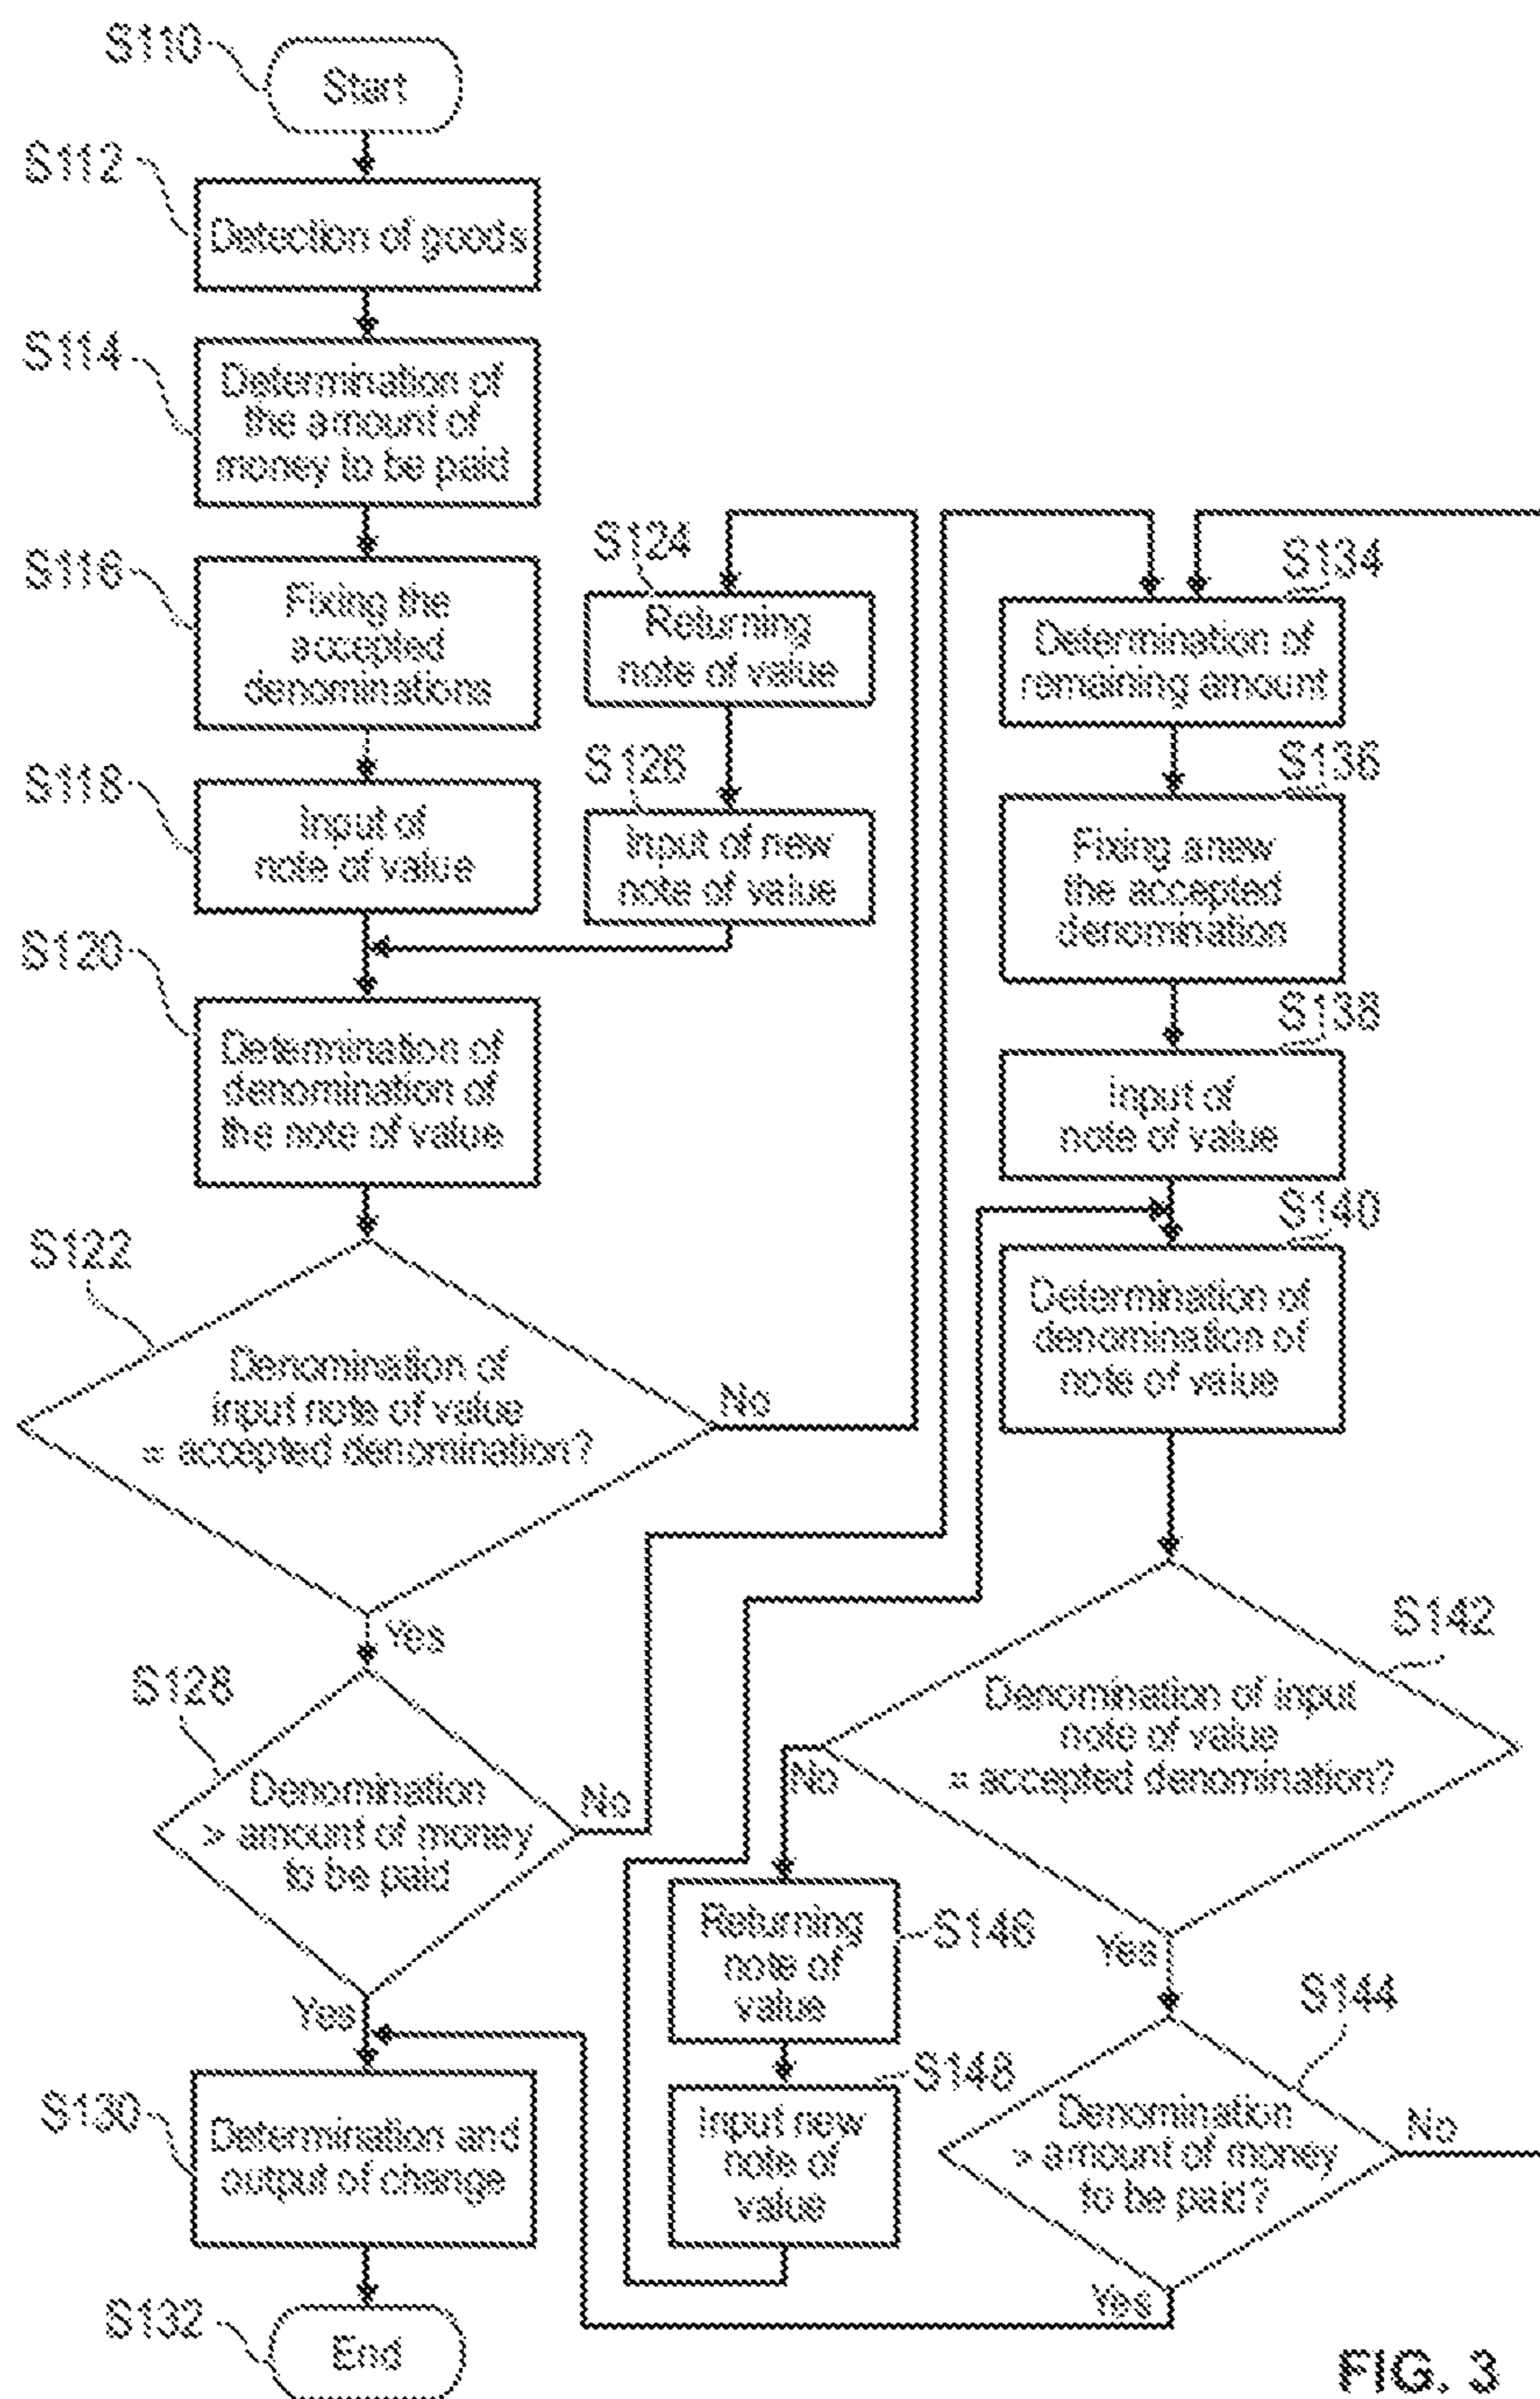 S110
Start
S112
Detection of goods
S114
Determination of
the amount of
money to be paid
S116
Fixing the
accepted
denominations
S118
Input of
note of value
S120
Determination of
denomination of
the note of value
S122
Denomination of
input note of value
= accepted denomination?
No
Yes
S124
Returning
note of value
S126
Input of new
note of value
S128
Denomination
> amount of money
to be paid
No
Yes
S130
Determination and
output of change
S132
End
S134
Determination of
remaining amount
S136
Fixing anew
the accepted
denomination
S138
Input of
note of value
S140
Determination of
denomination of
note of value
S142
Denomination of input
note of value
= accepted denomination?
No
Yes
S146
Returning
note of
value
S148
Input new
note of
value
S144
Denomination
> amount of money
to be paid?
No
Yes
FIG. 3